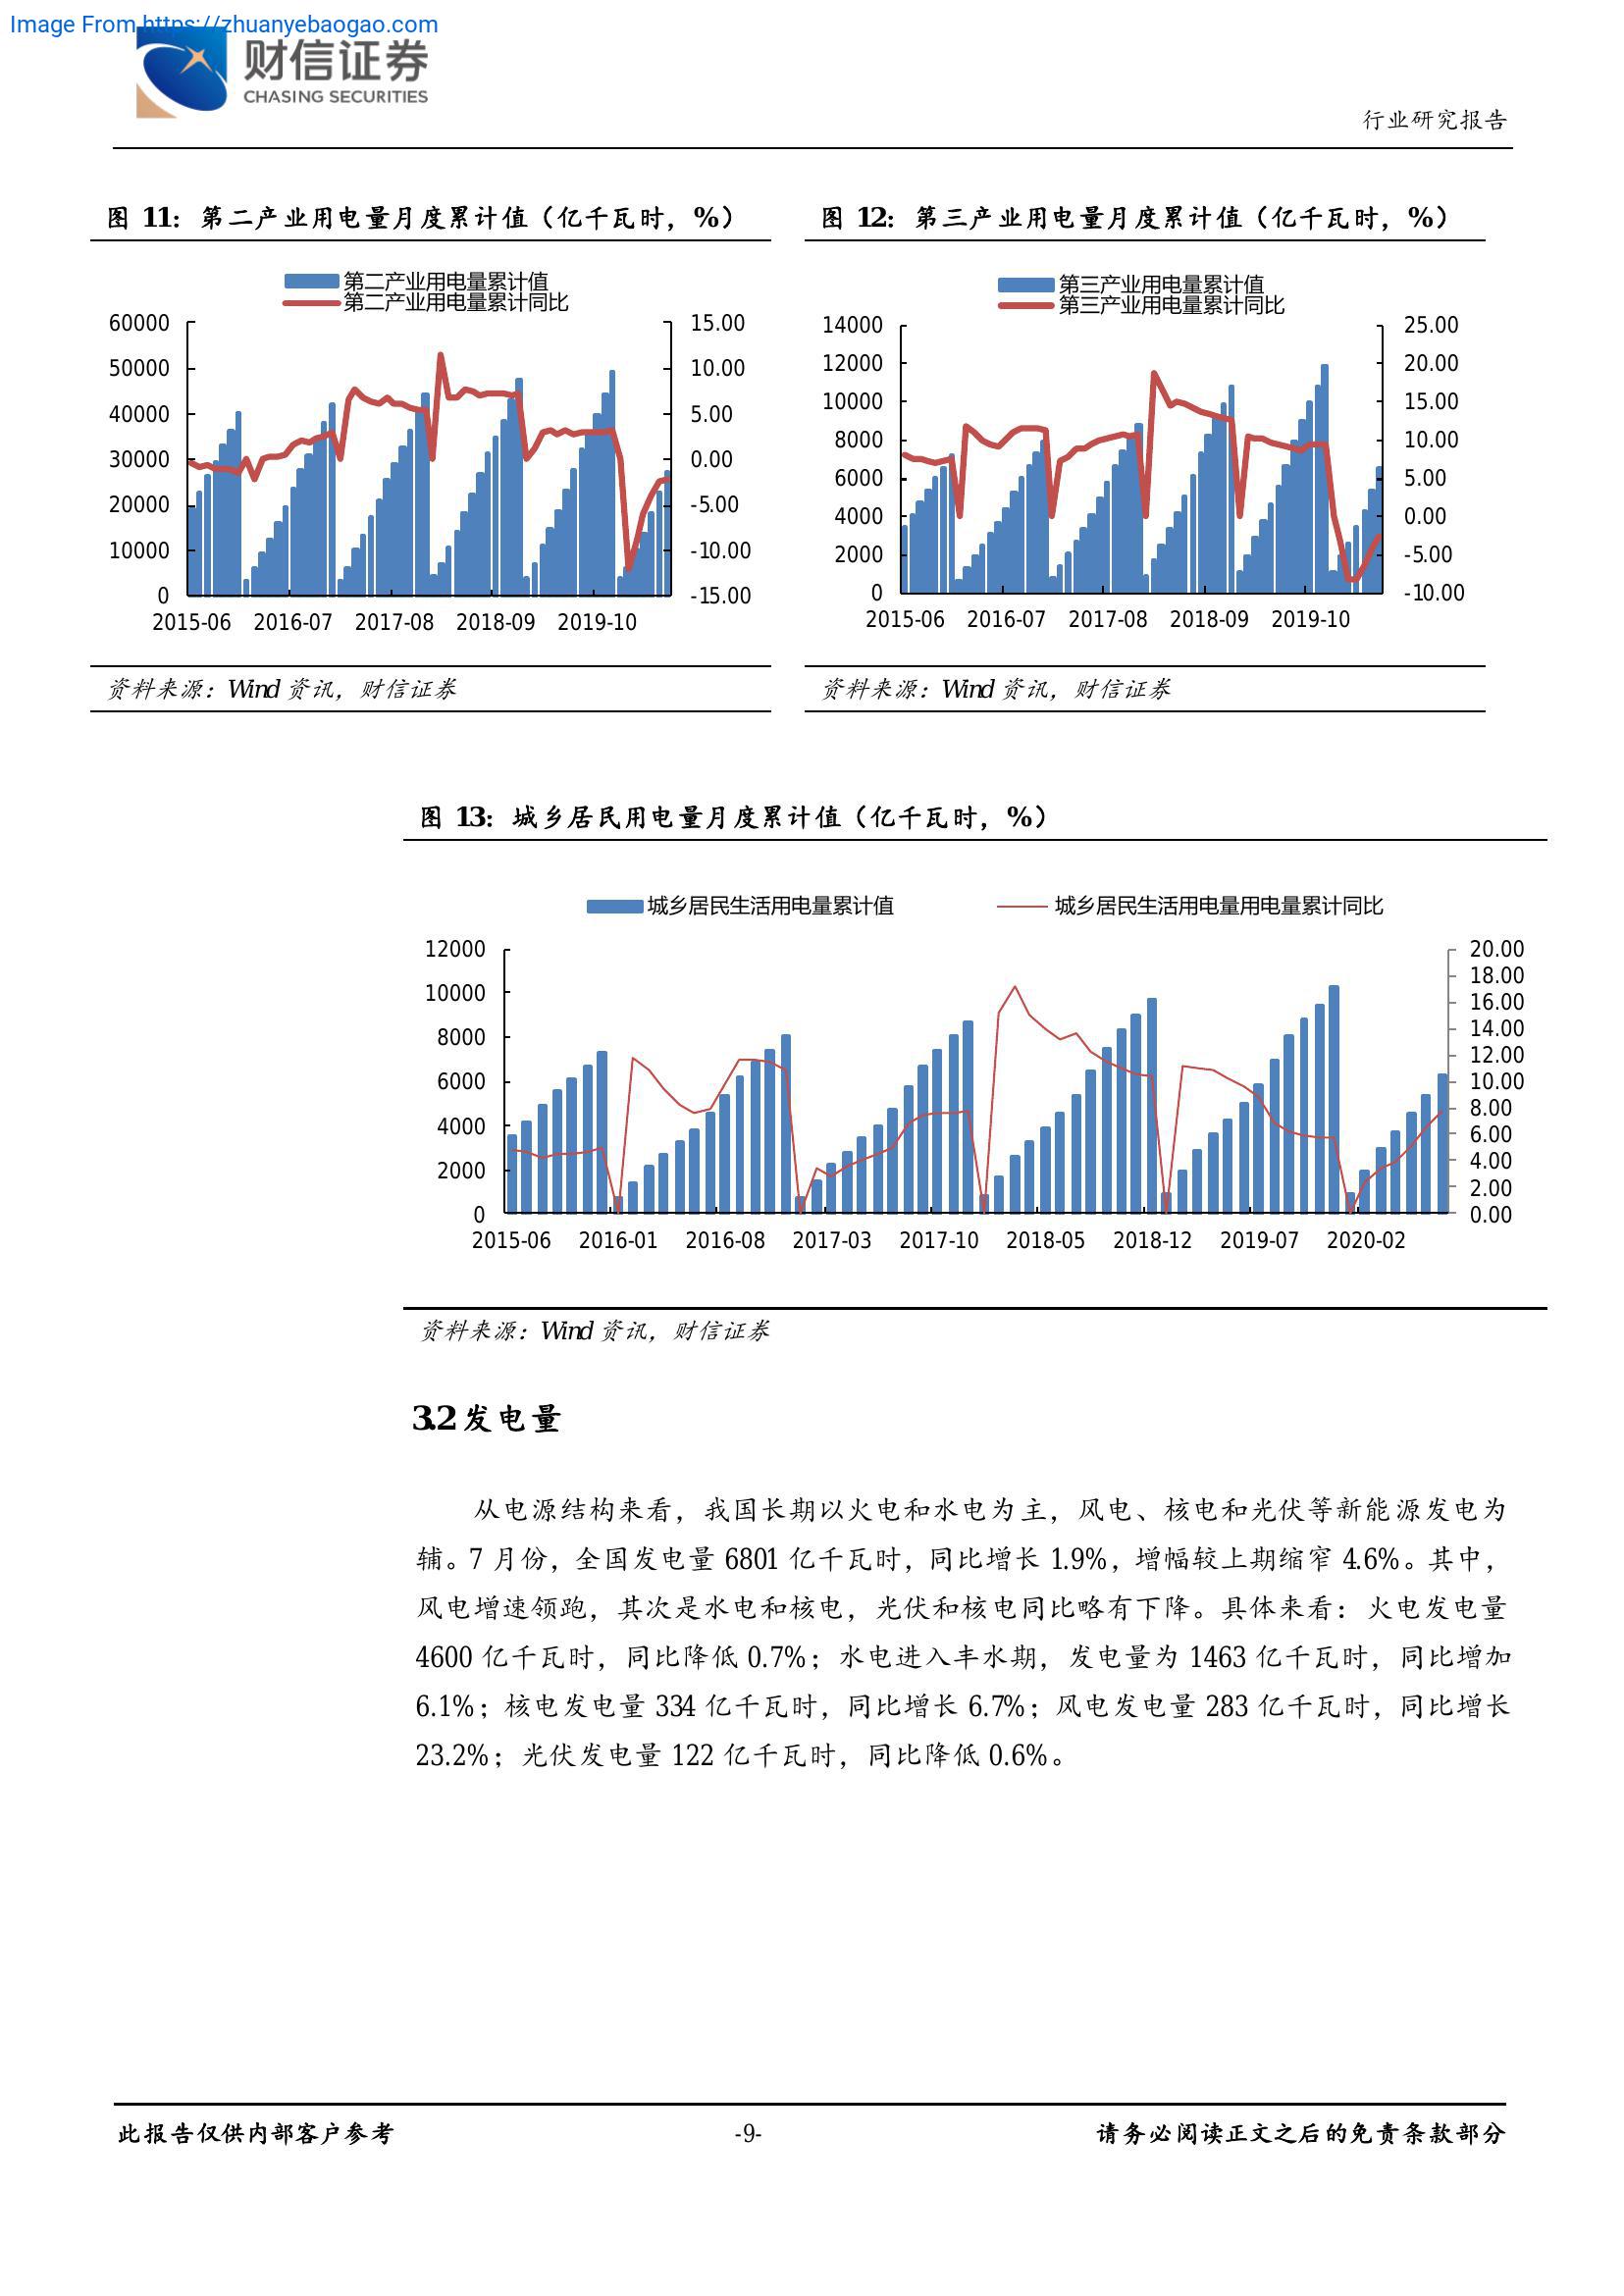 Image From https://zhuanyebaogao.com
财信证券
CHASING SECURITIES
行业研究报告
图 11：第二产业用电量月度累计值（亿千瓦时，%）
第二产业用电量累计值
第二产业用电量累计同比
60000
50000
40000
30000
20000
10000
0
15.00
10.00
5.00
0.00
-5.00
-10.00
-15.00
2015-06 2016-07 2017-08 2018-09 2019-10
资料来源：Wind 资讯，财信证券
图 12：第三产业用电量月度累计值（亿千瓦时，%）
第三产业用电量累计值
第三产业用电量累计同比
14000
12000
10000
8000
6000
4000
2000
0
25.00
20.00
15.00
10.00
5.00
0.00
-5.00
-10.00
2015-06 2016-07 2017-08 2018-09 2019-10
资料来源：Wind 资讯，财信证券
图 13：城乡居民用电量月度累计值（亿千瓦时，%）
城乡居民生活用电量累计值 城乡居民生活用电量用电量累计同比
12000
10000
8000
6000
4000
2000
0
20.00
18.00
16.00
14.00
12.00
10.00
8.00
6.00
4.00
2.00
0.00
2015-06 2016-01 2016-08 2017-03 2017-10 2018-05 2018-12 2019-07 2020-02
资料来源：Wind 资讯，财信证券
3.2 发电量
从电源结构来看，我国长期以火电和水电为主，风电、核电和光伏等新能源发电为
辅。7 月份，全国发电量 6801 亿千瓦时，同比增长 1.9%，增幅较上期缩窄 4.6%。其中，
风电增速领跑，其次是水电和核电，光伏和核电同比略有下降。具体来看：火电发电量
4600 亿千瓦时，同比降低 0.7%；水电进入丰水期，发电量为 1463 亿千瓦时，同比增加
6.1%；核电发电量 334 亿千瓦时，同比增长 6.7%；风电发电量 283 亿千瓦时，同比增长
23.2%；光伏发电量 122 亿千瓦时，同比降低 0.6%。
此报告仅供内部客户参考
-9-
请务必阅读正文之后的免责条款部分